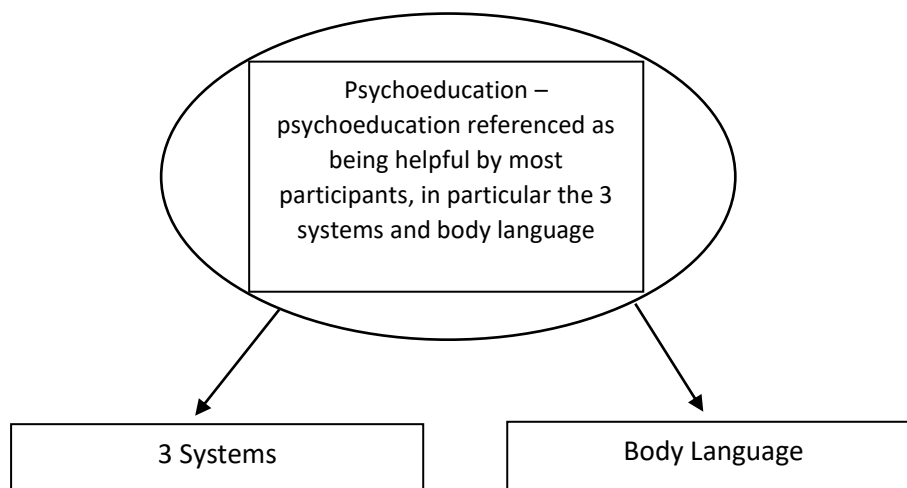 Psychoeducation –
psychoeducation referenced as
being helpful by most
participants, in particular the 3
systems and body language
3 Systems
Body Language